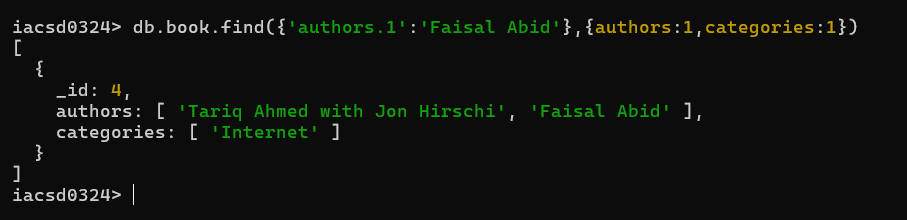 iacsd0324> db.book.find({'authors.1':'Faisal Abid'},{authors:1,categories:1})
[
  {
    _id: 4,
    authors: [ 'Tariq Ahmed with Jon Hirschi', 'Faisal Abid' ],
    categories: [ 'Internet' ]
  }
]
iacsd0324>